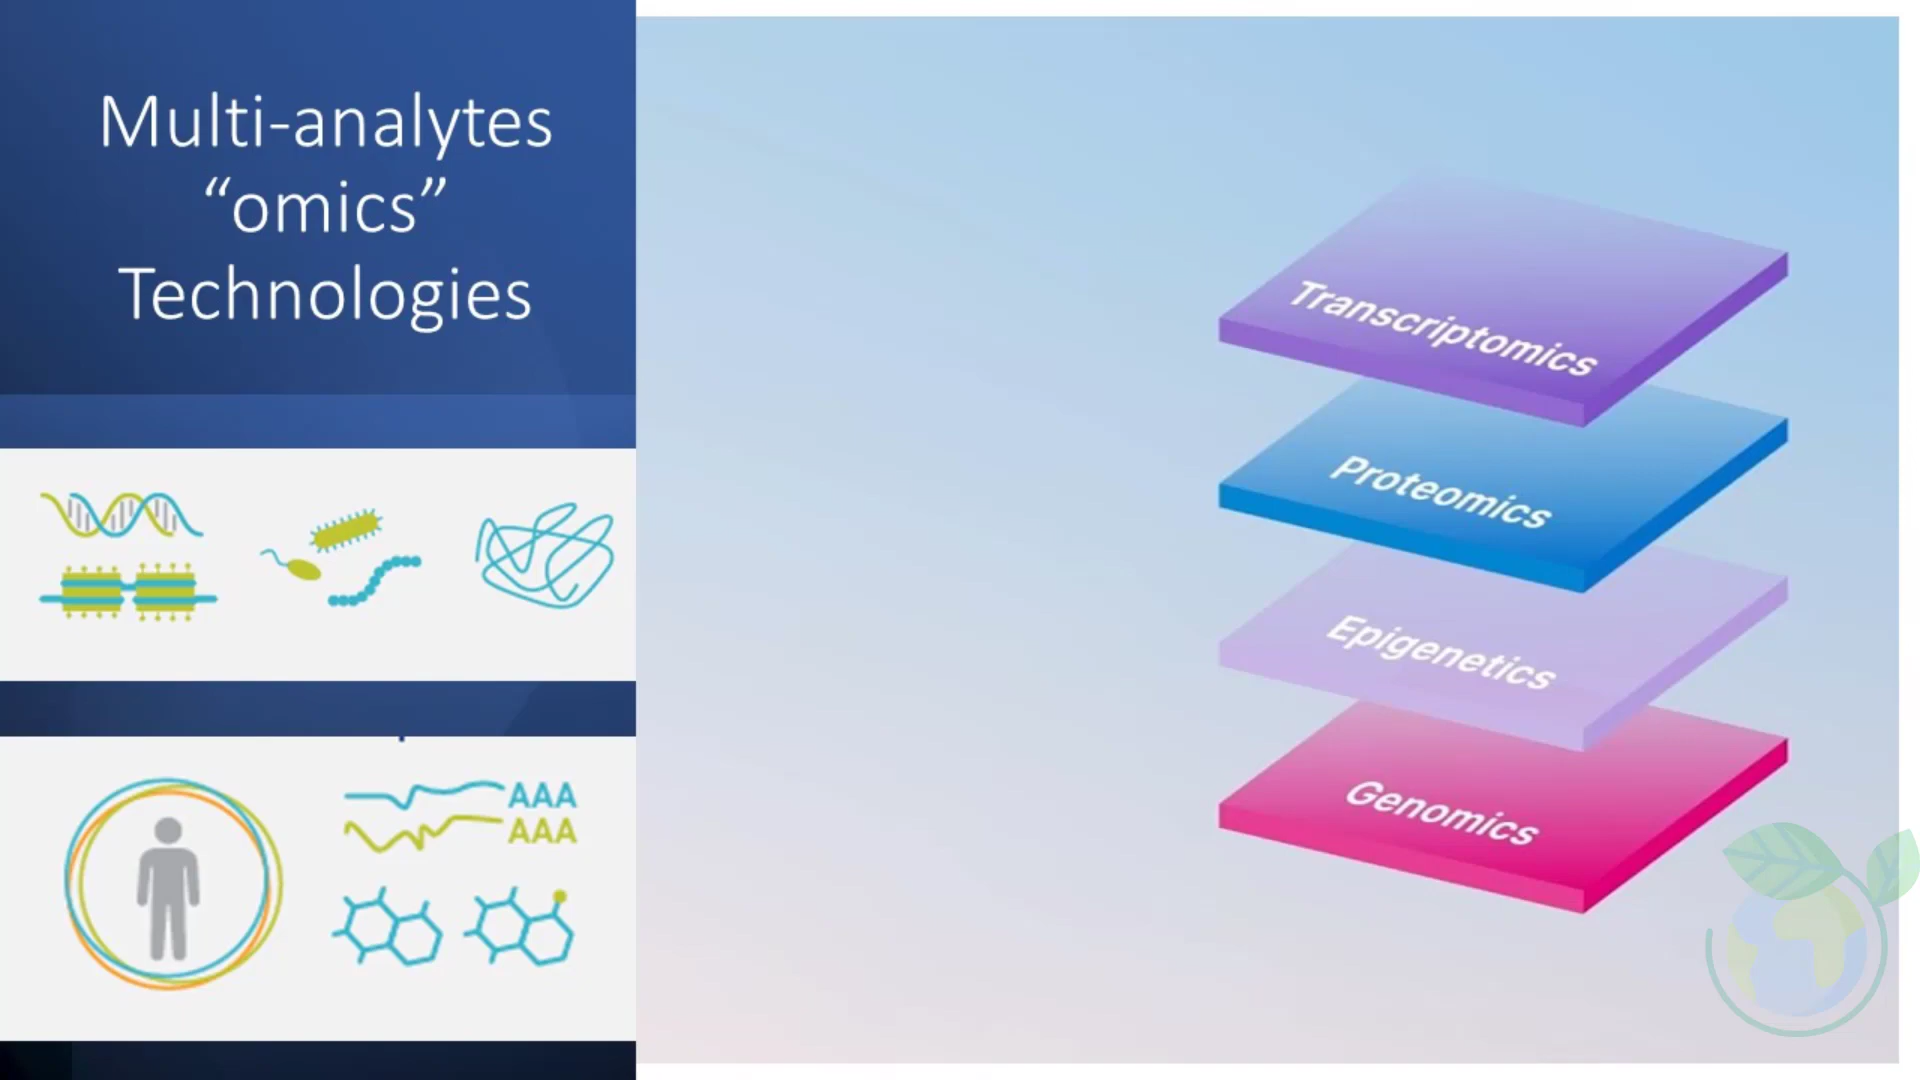 Multi-analytes
“omics”
Technologies
AAA
AAA
Transcriptomics
Proteomics
Epigenetics
Genomics